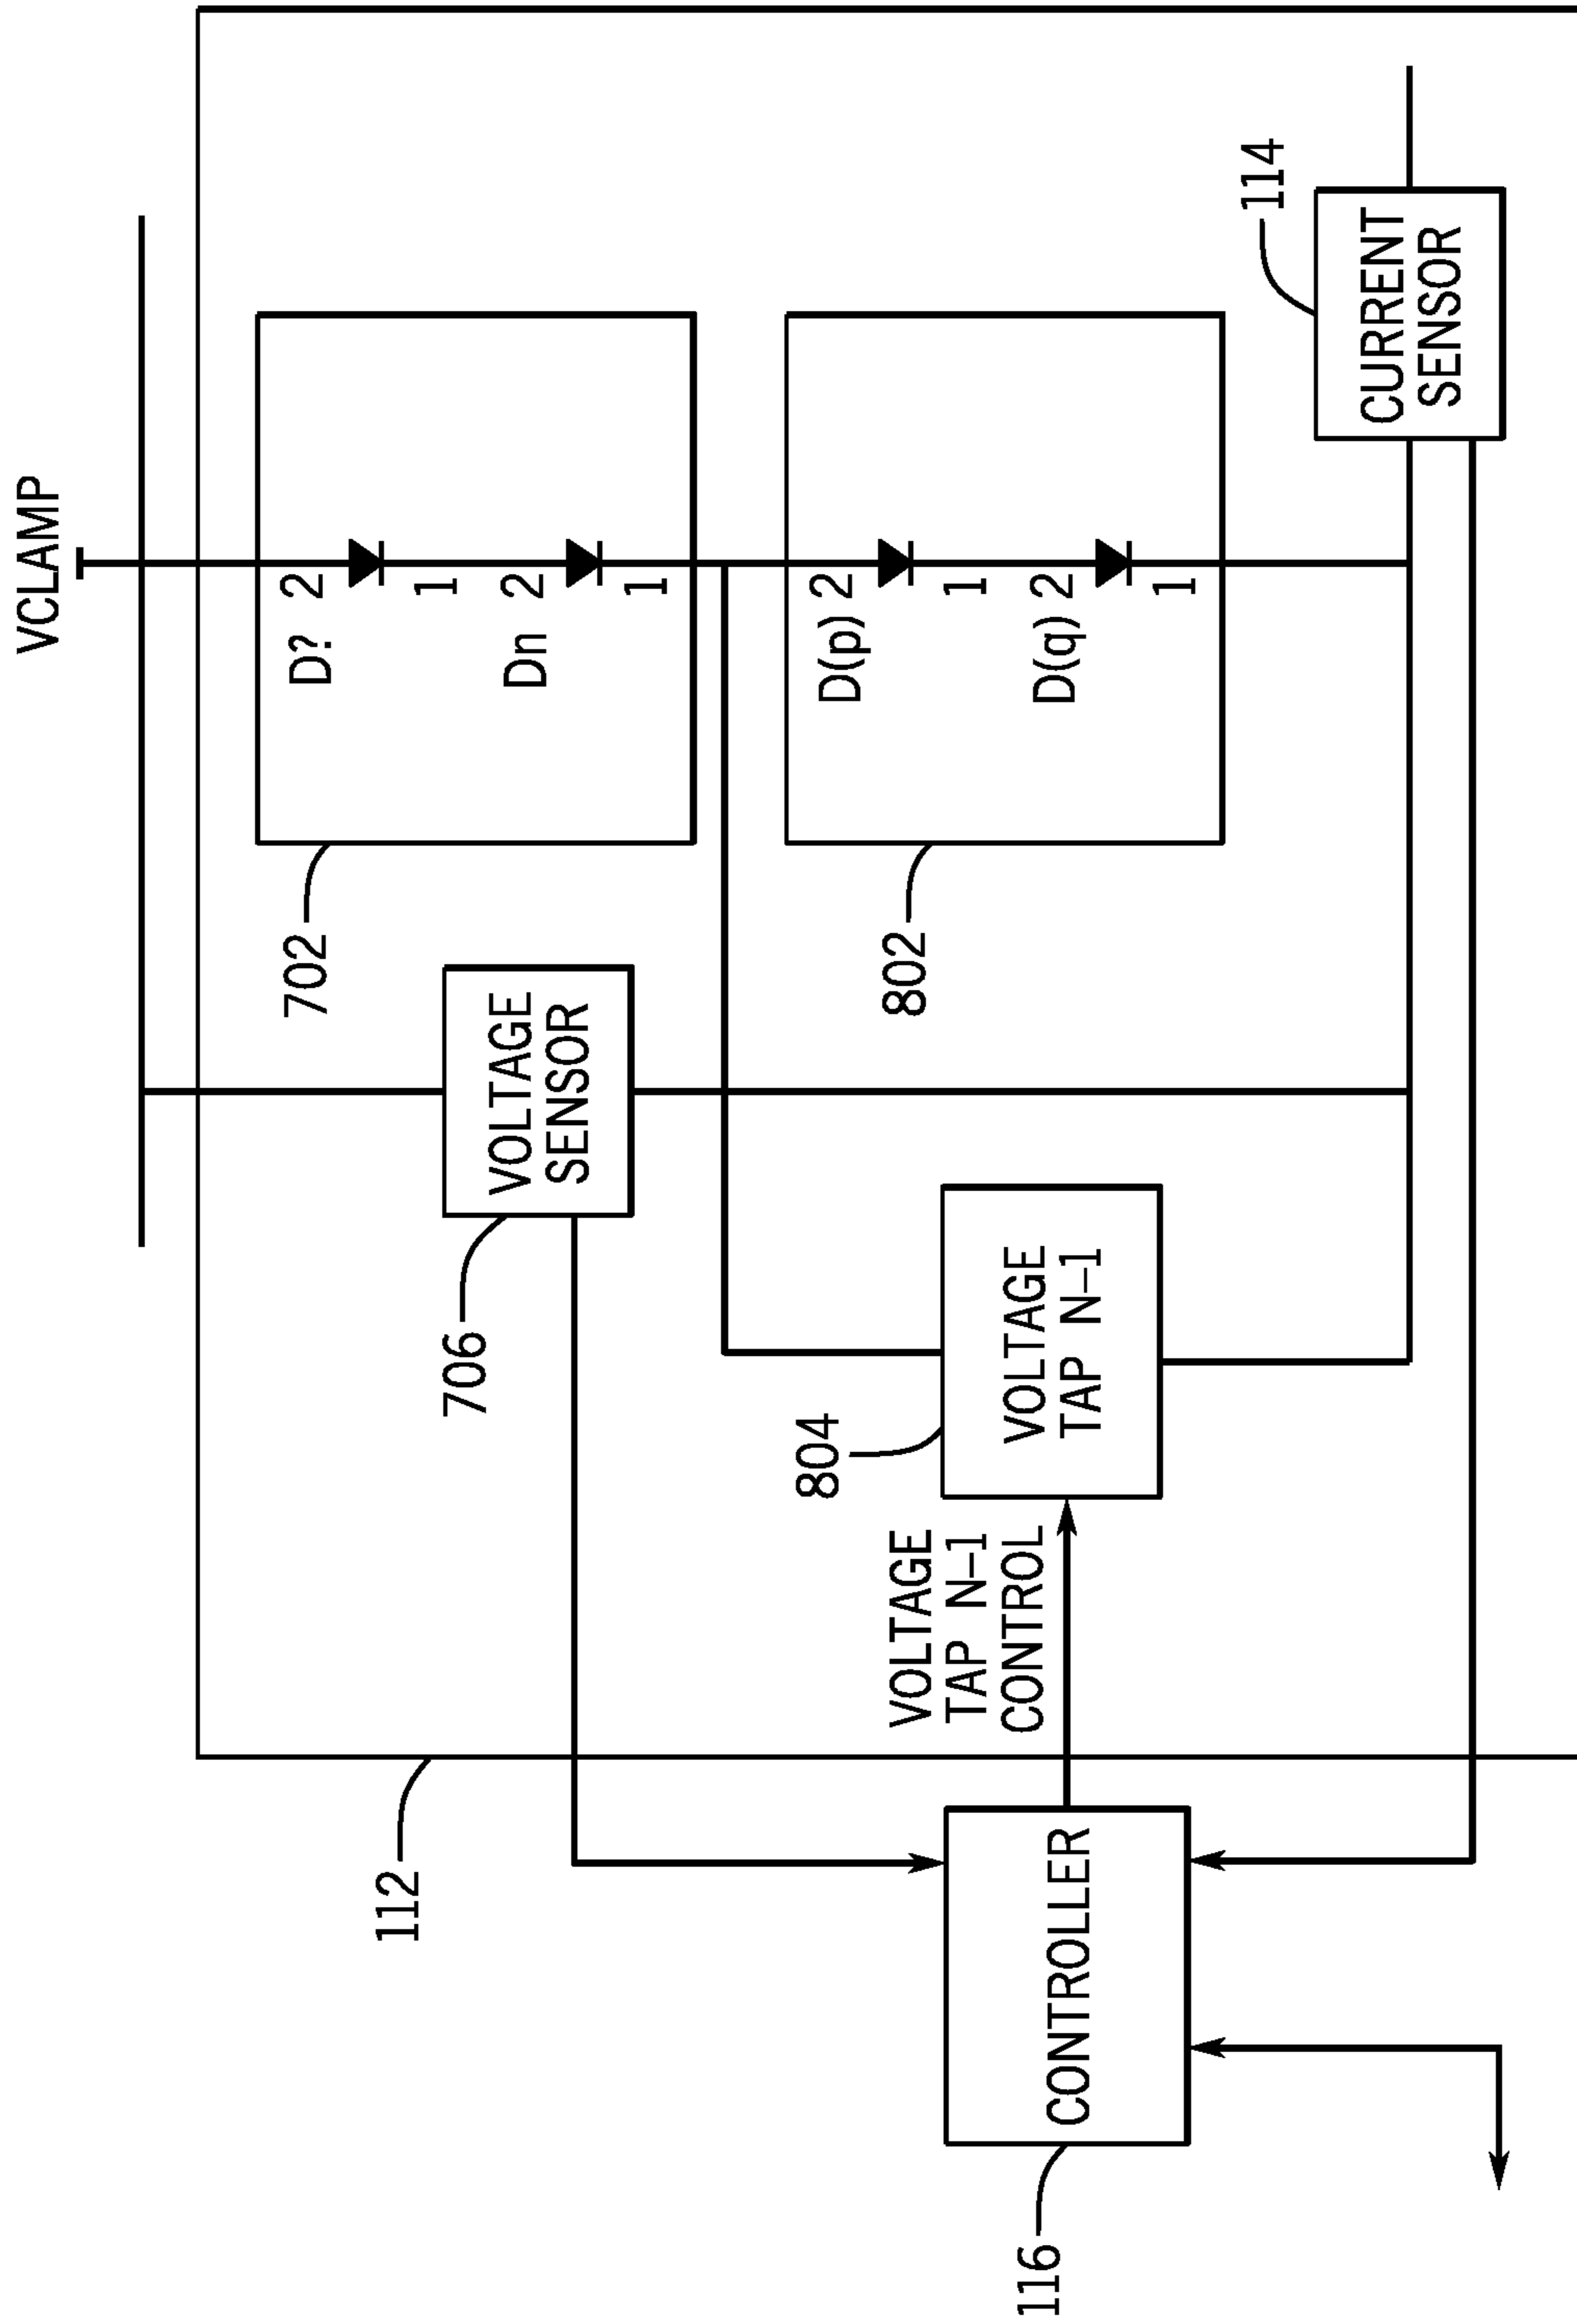 VCLAMP
D? 2
1
Dn 2
1
702
D(p) 2
1
D(q) 2
1
802
114
CURRENT
SENSOR
VOLTAGE
SENSOR
706
VOLTAGE
TAP N–1
804
VOLTAGE
TAP N–1
CONTROL
112
CONTROLLER
116